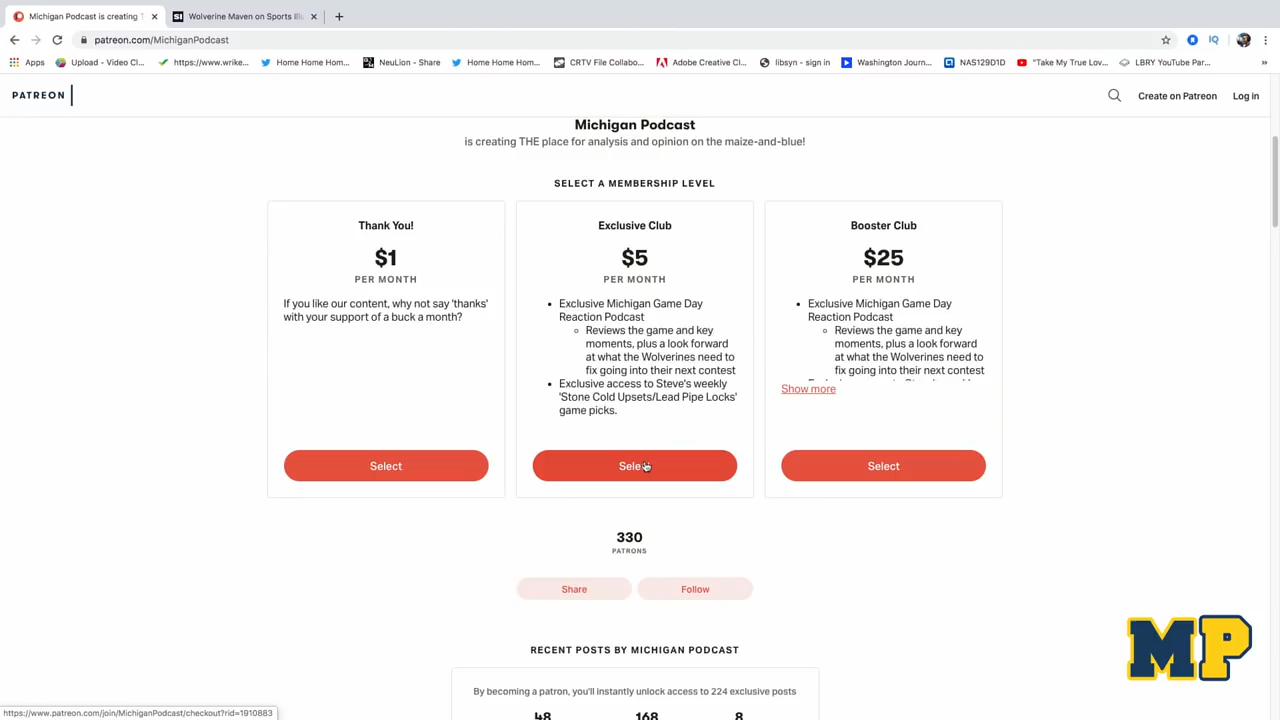 Michigan Podcast is creating T
Wolverine Maven on Sports Illu
patreon.com/MichiganPodcast
Apps
Upload - Video Cl...
https://www.wrike...
Home Home Hom...
NeuLion - Share
Home Home Hom...
CRTV File Collabo...
Adobe Creative Cl...
libsyn - sign in
Washington Journ...
NAS129D1D
"Take My True Lov...
LBRY YouTube Par...
PATREON
Create on Patreon
Log in
Michigan Podcast
is creating THE place for analysis and opinion on the maize-and-blue!
SELECT A MEMBERSHIP LEVEL
Thank You!
$1
PER MONTH
If you like our content, why not say 'thanks'
with your support of a buck a month?
Select
Exclusive Club
$5
PER MONTH
• Exclusive Michigan Game Day
Reaction Podcast
◦ Reviews the game and key
moments, plus a look forward
at what the Wolverines need to
fix going into their next contest
• Exclusive access to Steve's weekly
'Stone Cold Upsets/Lead Pipe Locks'
game picks.
Select
Booster Club
$25
PER MONTH
• Exclusive Michigan Game Day
Reaction Podcast
◦ Reviews the game and key
moments, plus a look forward
at what the Wolverines need to
fix going into their next contest
Show more
Select
330
PATRONS
Share
Follow
RECENT POSTS BY MICHIGAN PODCAST
By becoming a patron, you'll instantly unlock access to 224 exclusive posts
48
168
8
MP
https://www.patreon.com/join/MichiganPodcast/checkout?rid=1910883